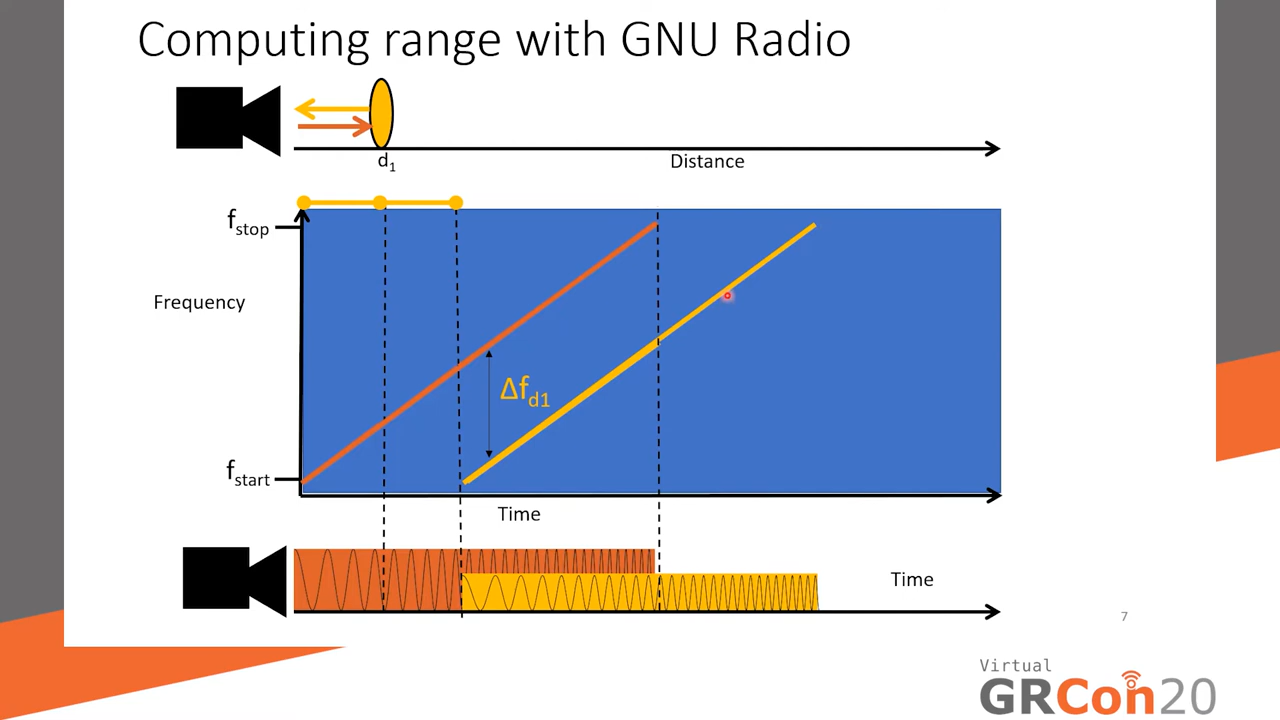 Computing range with GNU Radio
d1
Distance
fstop
Frequency
Δfd1
fstart
Time
Time
7
Virtual
GRCon20